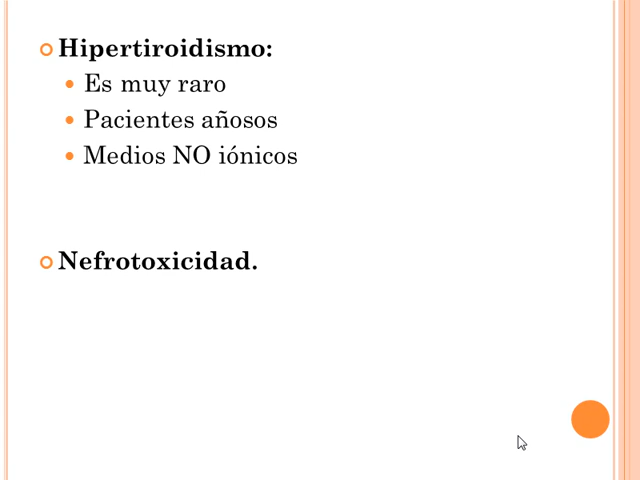 Hipertiroidismo:
Es muy raro
Pacientes añosos
Medios NO iónicos
Nefrotoxicidad.